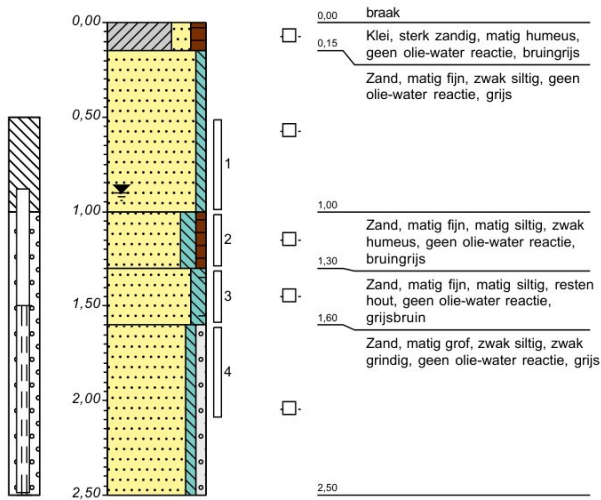 0,00
0,50
1,00
1,50
2,00
2,50
1
2
3
4
0,00
braak
Klei, sterk zandig, matig humeus,
geen olie-water reactie, bruingrijs
0,15
Zand, matig fijn, zwak siltig, geen
olie-water reactie, grijs
1,00
Zand, matig fijn, matig siltig, zwak
humeus, geen olie-water reactie,
bruingrijs
1,30
Zand, matig fijn, matig siltig, resten
hout, geen olie-water reactie,
grijsbruin
1,60
Zand, matig grof, zwak siltig, zwak
grindig, geen olie-water reactie, grijs
2,50